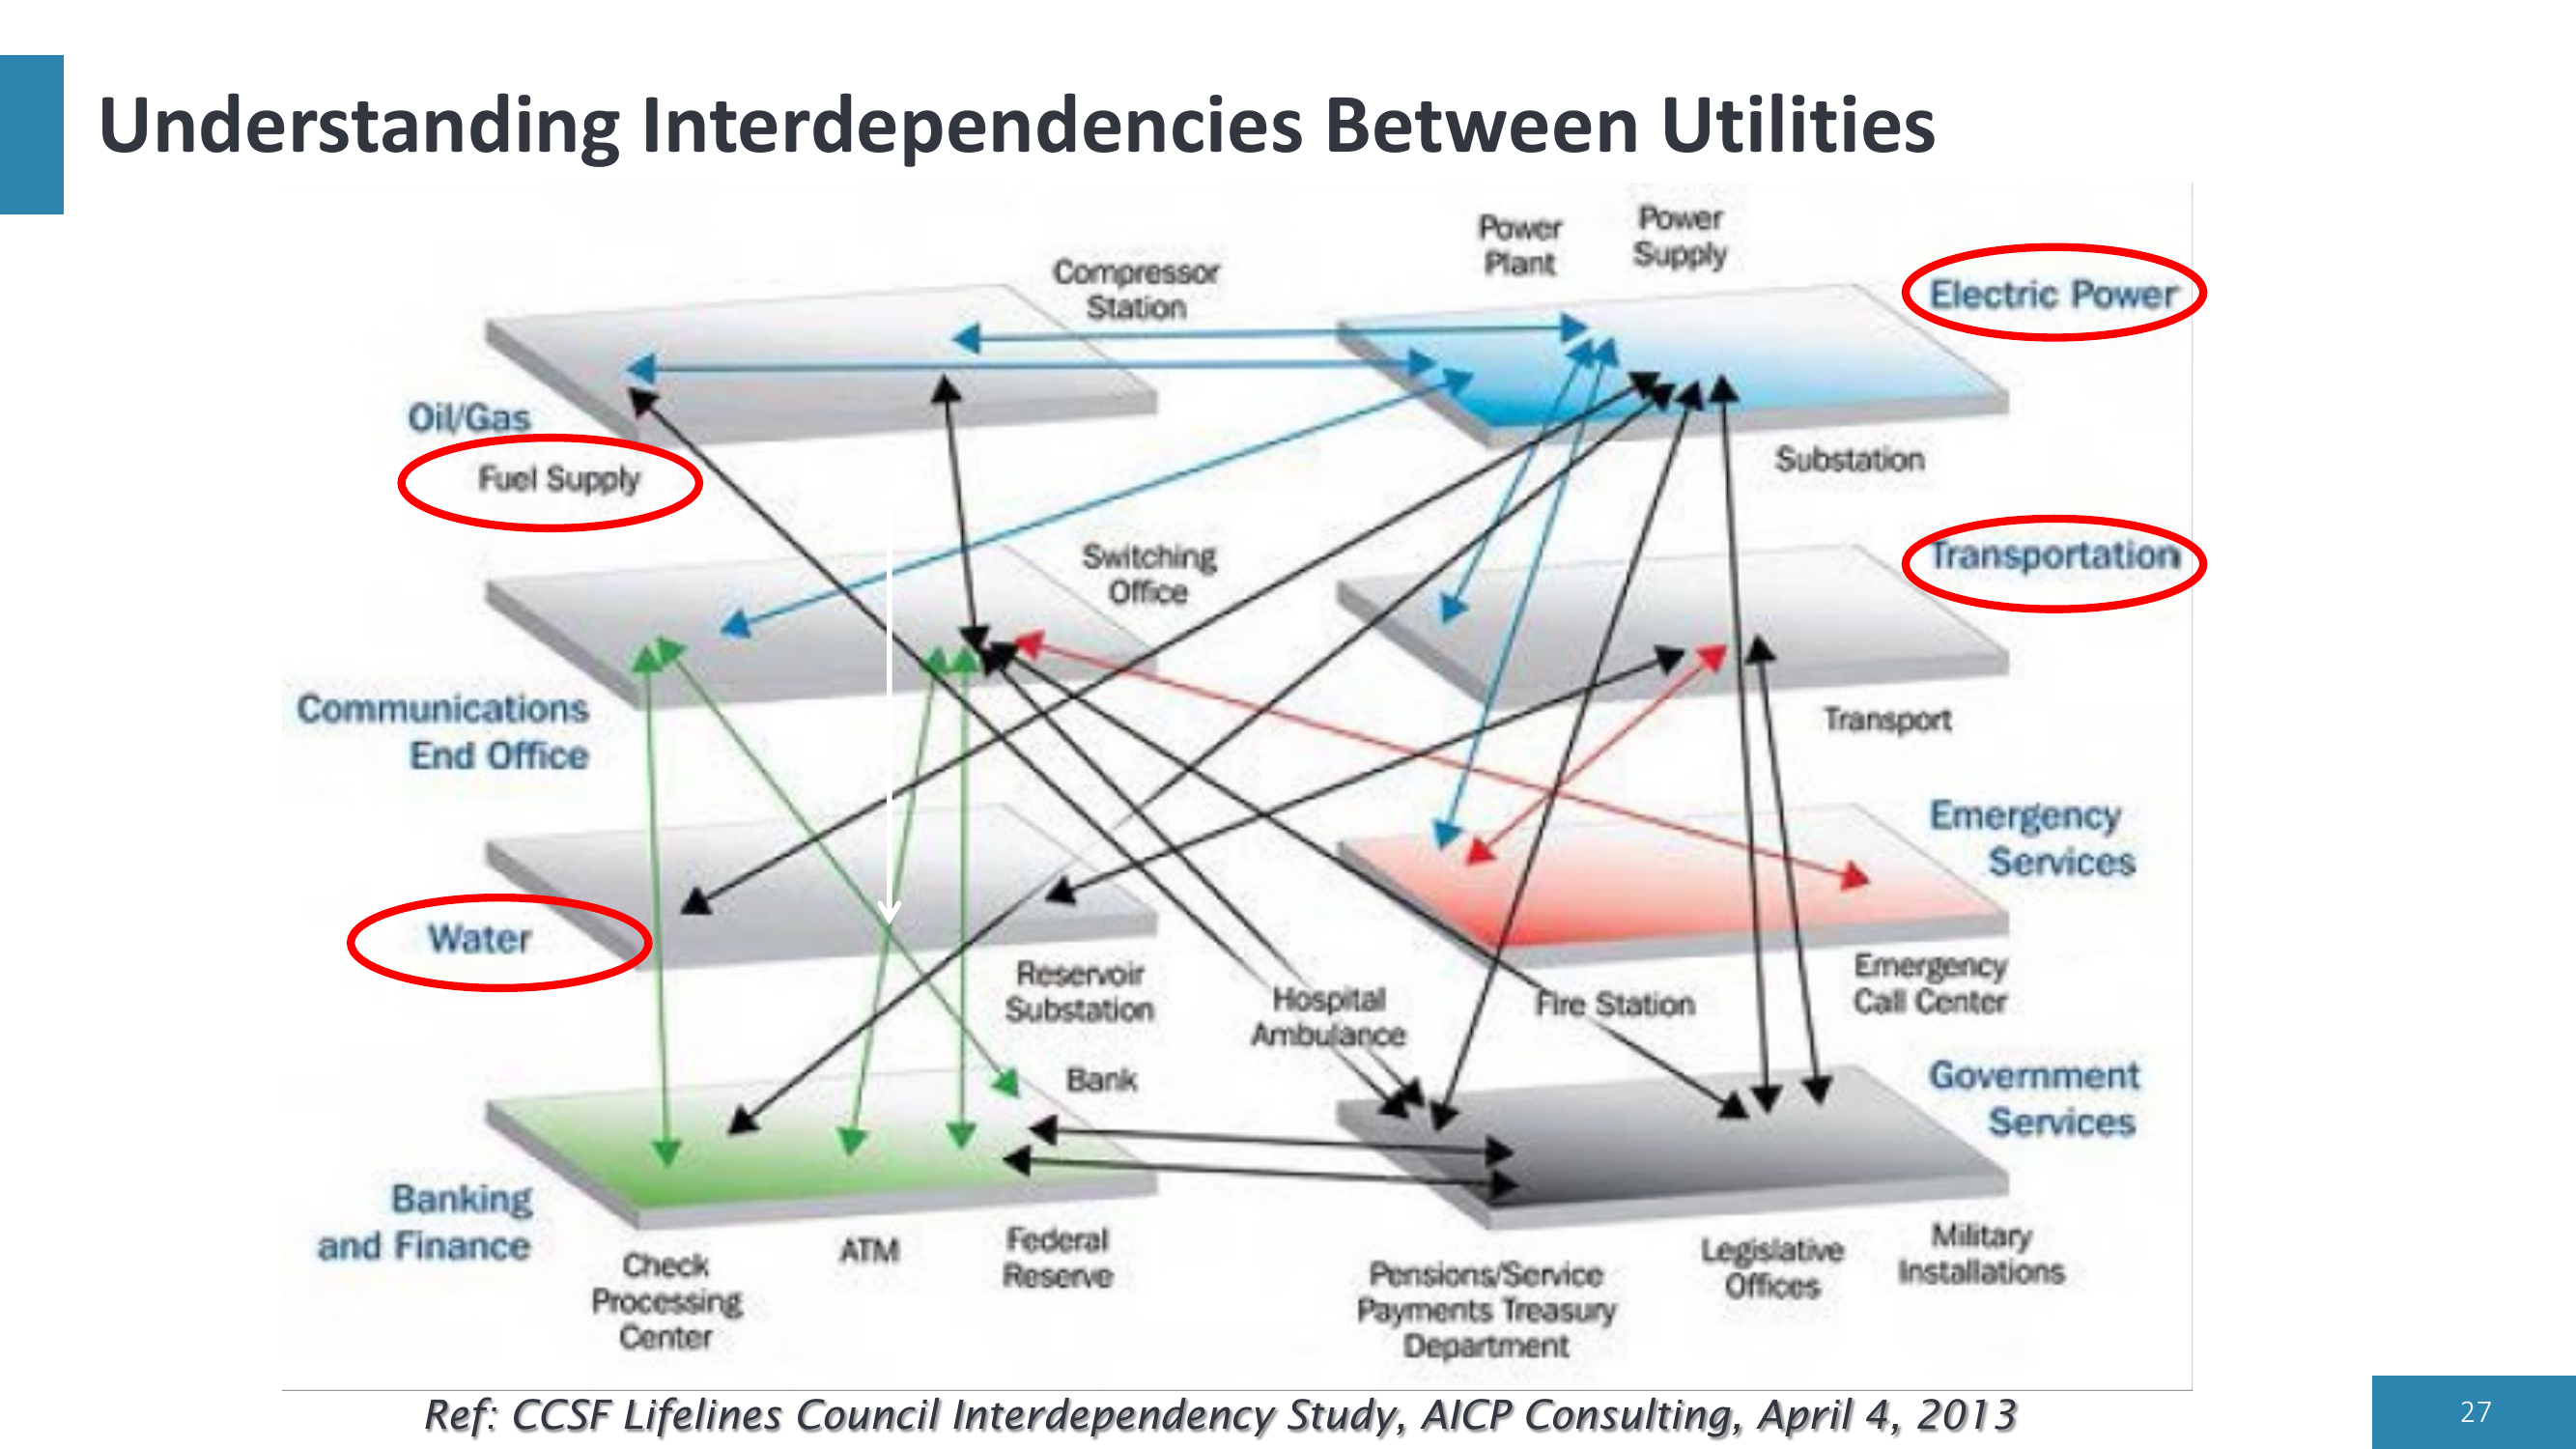 Understanding Interdependencies Between Utilities
Power
Plant
Power
Supply
Compressor
Station
Electric Power
Oil/Gas
Fuel Supply
Substation
Switching
Office
Transportation
Communications
End Office
Transport
Emergency
Services
Water
Reservoir
Substation
Hospital
Ambulance
Fire Station
Emergency
Call Center
Bank
Government
Services
Banking
and Finance
Check
Processing
Center
ATM
Federal
Reserve
Pensions/Service
Payments Treasury
Department
Legislative
Offices
Military
Installations
Ref: CCSF Lifelines Council Interdependency Study, AICP Consulting, April 4, 2013
27